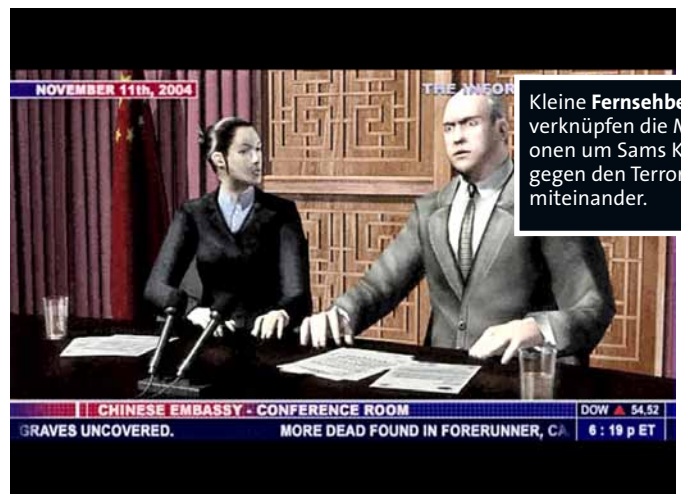 NOVEMBER 11th, 2004
THE
Kleine Fernsehbe
verknüpfen die M
onen um Sams K
gegen den Terror
miteinander.
CHINESE EMBASSY - CONFERENCE ROOM
DOW ▲ 54,52
GRAVES UNCOVERED. MORE DEAD FOUND IN FORERUNNER, CA
6 : 19 p ET